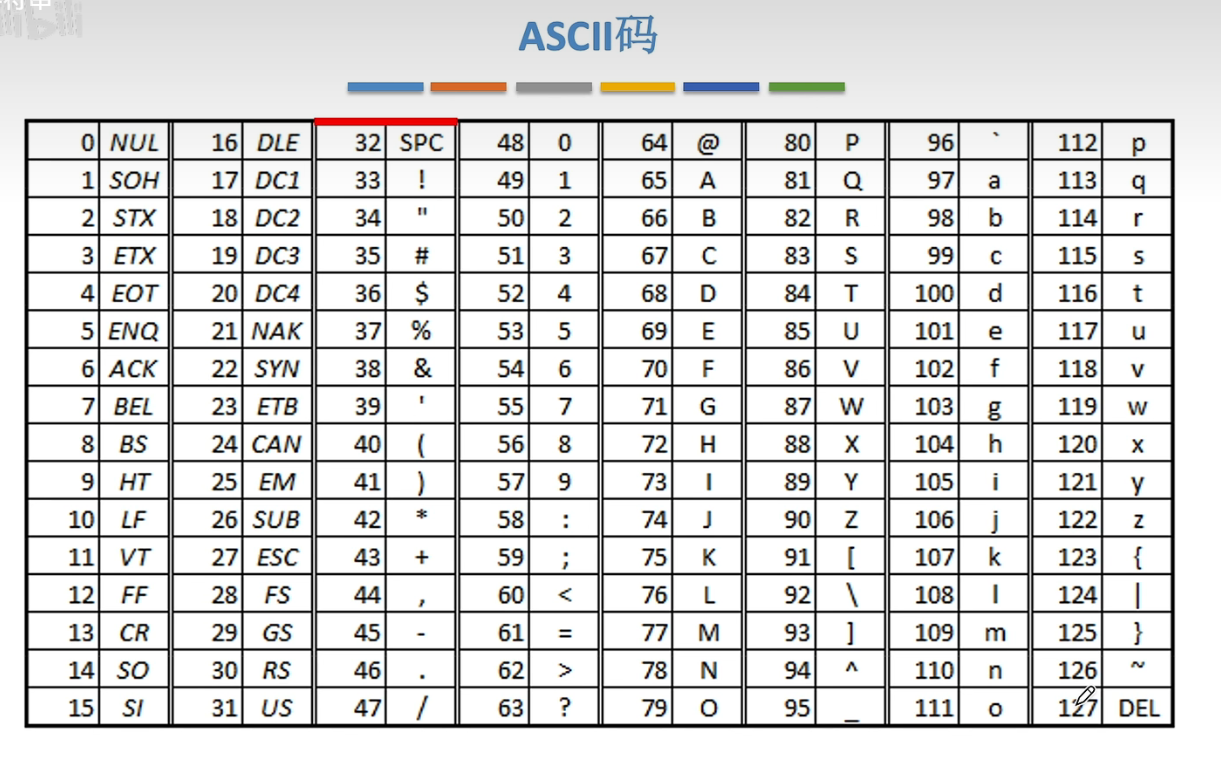 ASCII码
0 NUL 16 DLE 32 SPC 48 0 64 @ 80 P 96 ` 112 p
1 SOH 17 DC1 33 ! 49 1 65 A 81 Q 97 a 113 q
2 STX 18 DC2 34 " 50 2 66 B 82 R 98 b 114 r
3 ETX 19 DC3 35 # 51 3 67 C 83 S 99 c 115 s
4 EOT 20 DC4 36 $ 52 4 68 D 84 T 100 d 116 t
5 ENQ 21 NAK 37 % 53 5 69 E 85 U 101 e 117 u
6 ACK 22 SYN 38 & 54 6 70 F 86 V 102 f 118 v
7 BEL 23 ETB 39 ' 55 7 71 G 87 W 103 g 119 w
8 BS 24 CAN 40 ( 56 8 72 H 88 X 104 h 120 x
9 HT 25 EM 41 ) 57 9 73 I 89 Y 105 i 121 y
10 LF 26 SUB 42 * 58 : 74 J 90 Z 106 j 122 z
11 VT 27 ESC 43 + 59 ; 75 K 91 [ 107 k 123 {
12 FF 28 FS 44 , 60 < 76 L 92 \ 108 l 124 |
13 CR 29 GS 45 - 61 = 77 M 93 ] 109 m 125 }
14 SO 30 RS 46 . 62 > 78 N 94 ^ 110 n 126 ~
15 SI 31 US 47 / 63 ? 79 O 95 _ 111 o 127 DEL